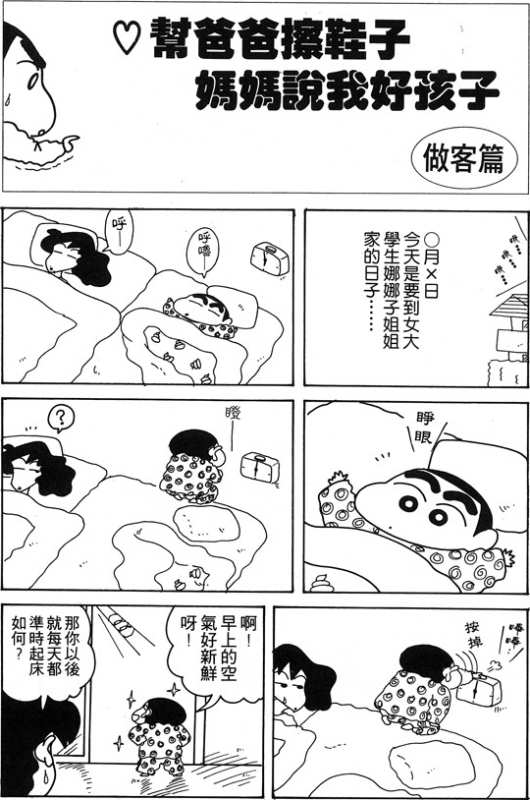 ♡幫爸爸擦鞋子
媽媽說我好孩子
做客篇
○月×日
今天是要到女大
學生娜娜子姐姐
家的日子……
呼嚕
呼—
睜眼
瞪
?
按掉
啊！
早上的空
氣好新鮮
呀！
那你以後
就每天都
準時起床
如何?